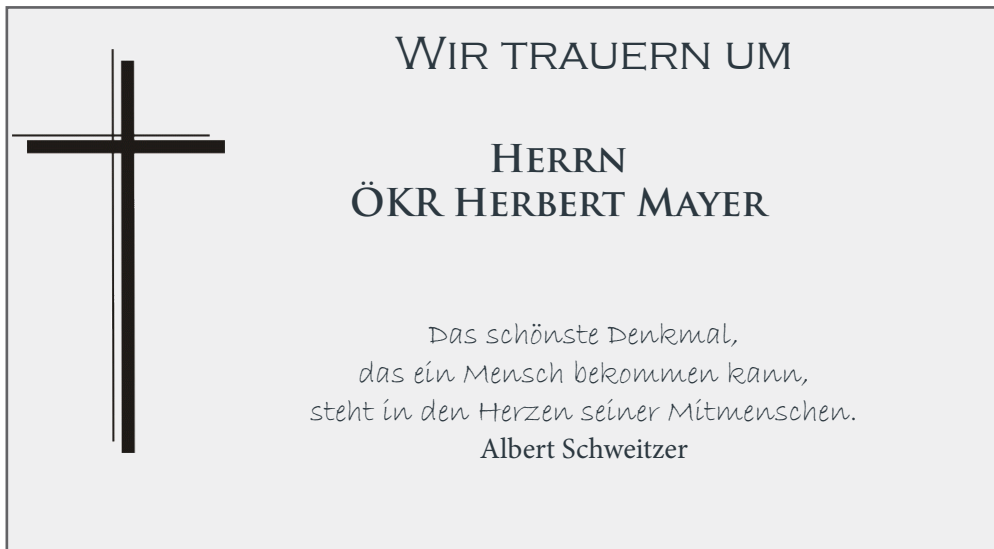 Wir trauern um
Herrn
ÖKR Herbert Mayer
Das schönste Denkmal,
das ein Mensch bekommen kann,
steht in den Herzen seiner Mitmenschen.
Albert Schweitzer